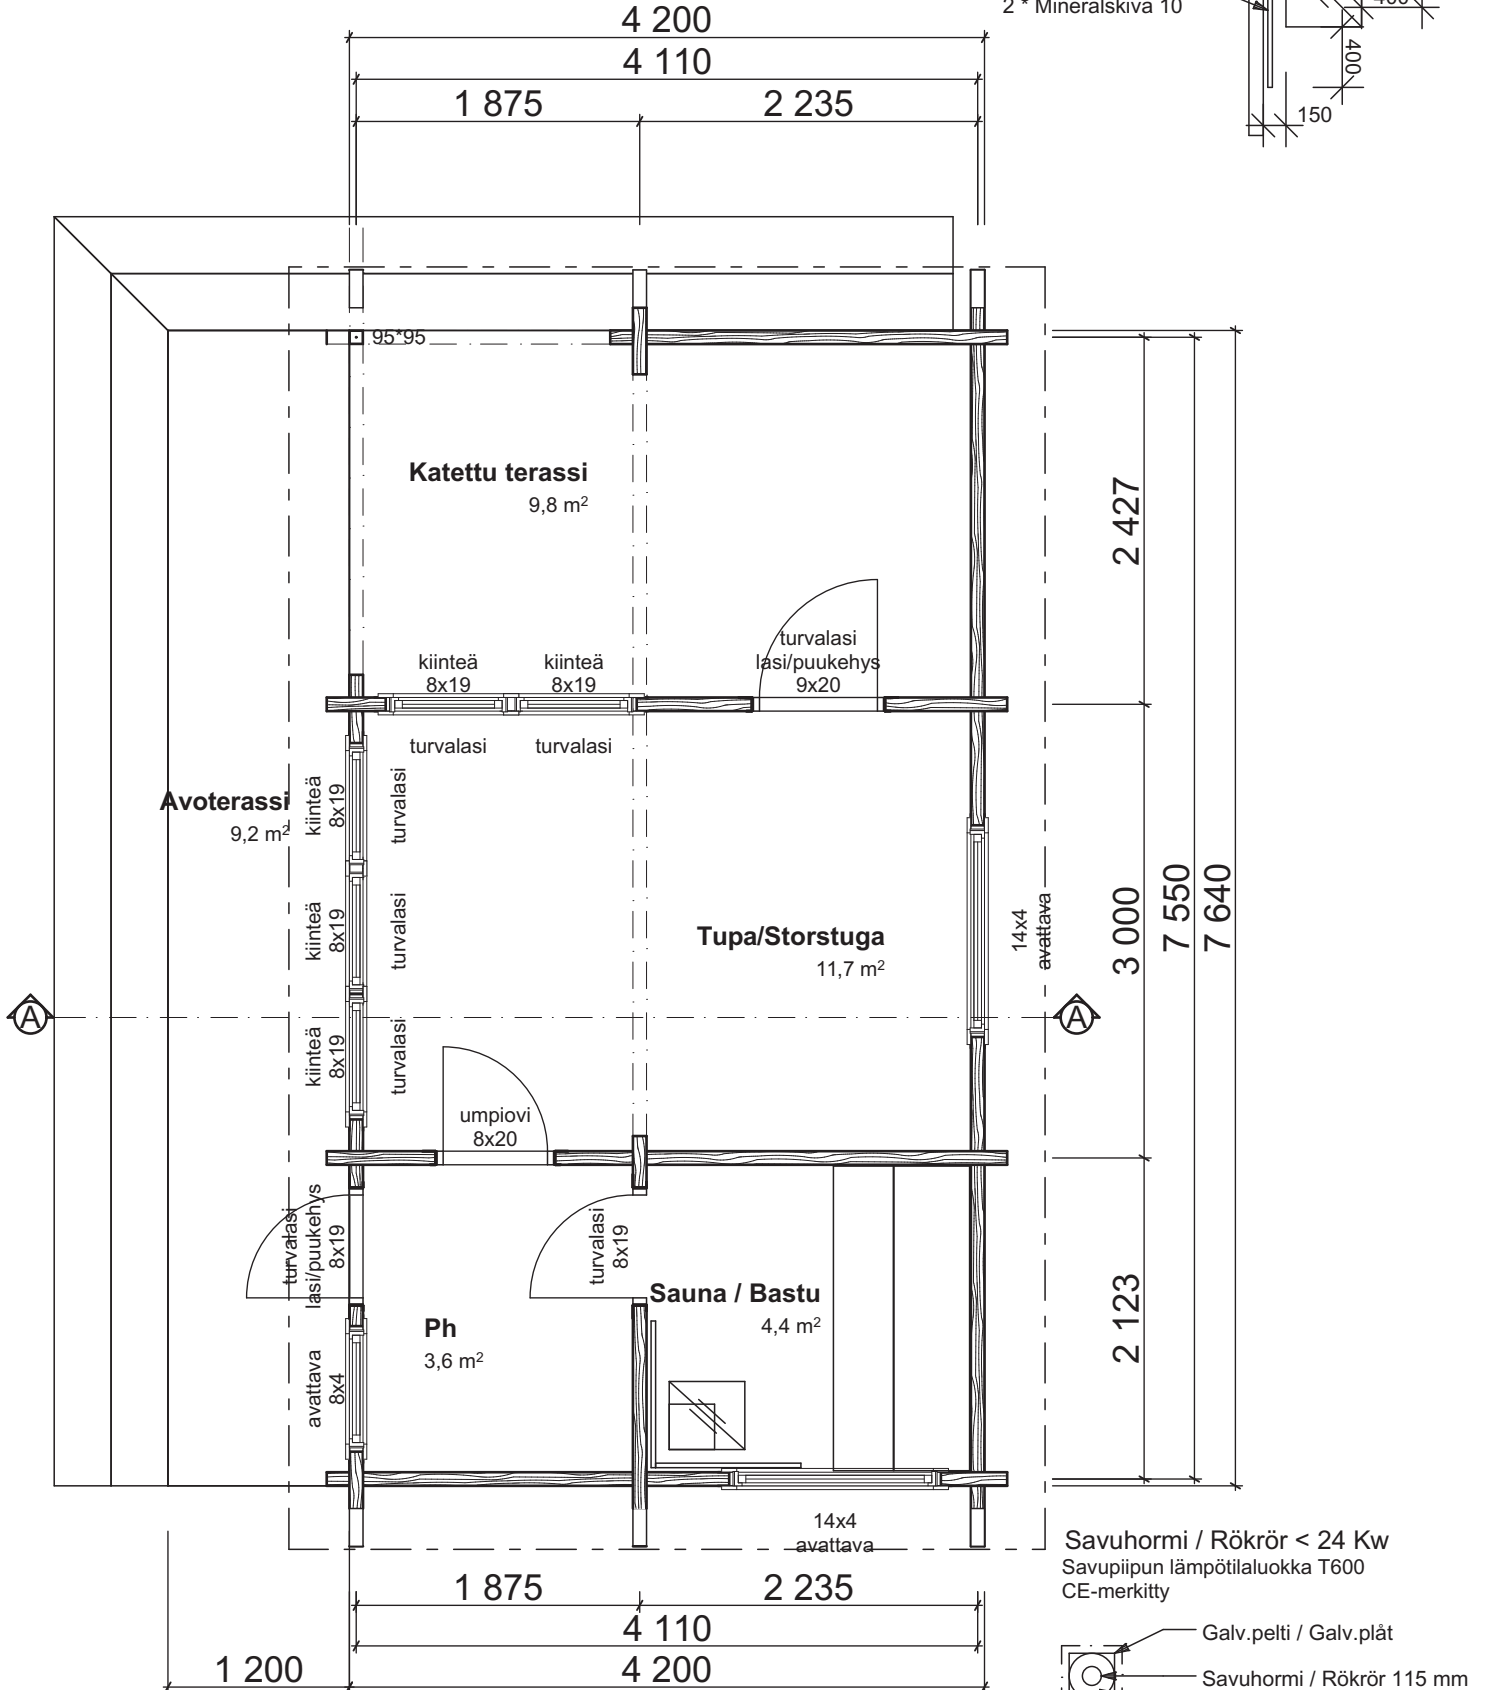 2 * Mineralskiva 10
400
400
150
4 200
4 110
1 875
2 235
95*95
Katettu terassi
9,8 m²
2 427
turvalasi
lasi/puukehys
9x20
kiinteä
8x19
kiinteä
8x19
turvalasi
turvalasi
Avoterassi
9,2 m²
kiinteä
8x19
turvalasi
kiinteä
8x19
turvalasi
kiinteä
8x19
turvalasi
Tupa/Storstuga
11,7 m²
14x4
avattava
3 000
7 550
7 640
A
A
umpiovi
8x20
turvalasi
lasi/puukehys
8x19
turvalasi
8x19
Sauna / Bastu
4,4 m²
Ph
3,6 m²
avattava
8x4
2 123
14x4
avattava
1 875
2 235
4 110
1 200
4 200
Savuhormi / Rökrör < 24 Kw
Savupiipun lämpötilaluokka T600
CE-merkitty
Galv.pelti / Galv.plåt
Savuhormi / Rökrör 115 mm